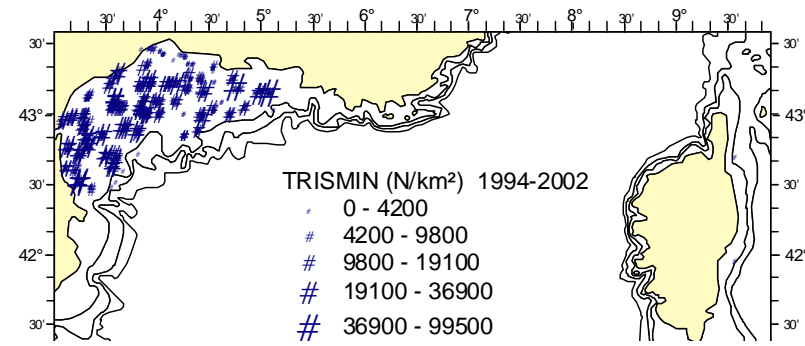 30' 4° 30' 5° 30' 6° 30' 7° 30' 8° 30' 9° 30'
30' 30'
43° 43°
30' 30'
TRISMIN (N/km²) 1994-2002
# 0 - 4200
# 4200 - 9800
42° # 9800 - 19100 42°
# 19100 - 36900
30' # 36900 - 99500 30'